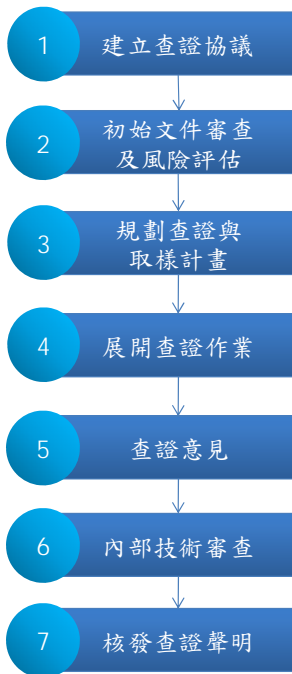 1
建立查證協議
2
初始文件審查
及風險評估
3
規劃查證與
取樣計畫
4
展開查證作業
5
查證意見
6
內部技術審查
7
核發查證聲明